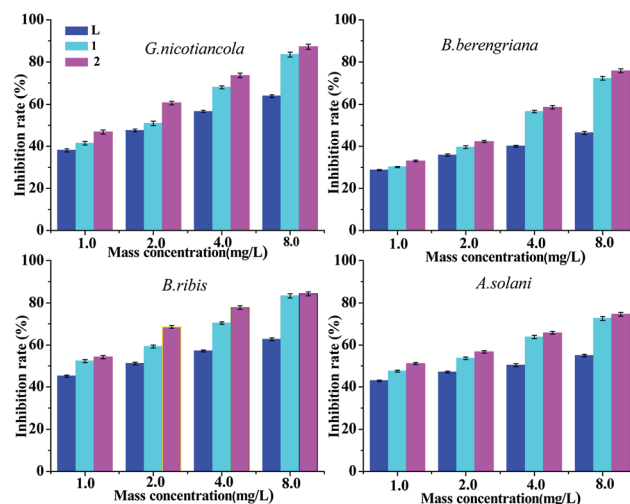 L
1
2
G.nicotiancola
Inhibition rate (%)
100
80
60
40
20
0
1.0 2.0 4.0 8.0
Mass concentration(mg/L)
B.berengriana
Inhibition rate (%)
100
80
60
40
20
0
1.0 2.0 4.0 8.0
Mass concentration(mg/L)
B.ribis
Inhibition rate (%)
100
80
60
40
20
0
1.0 2.0 4.0 8.0
Mass concentration(mg/L)
A.solani
Inhibition rate (%)
100
80
60
40
20
0
1.0 2.0 4.0 8.0
Mass concentration(mg/L)